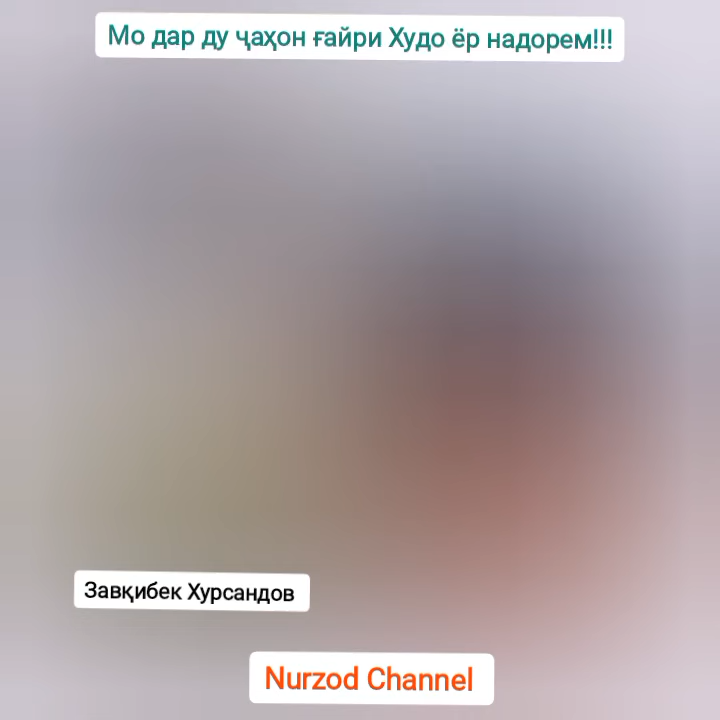 Мо дар ду ҷаҳон ғайри Худо ёр надорем!!!
Завқибек Хурсандов
Nurzod Channel